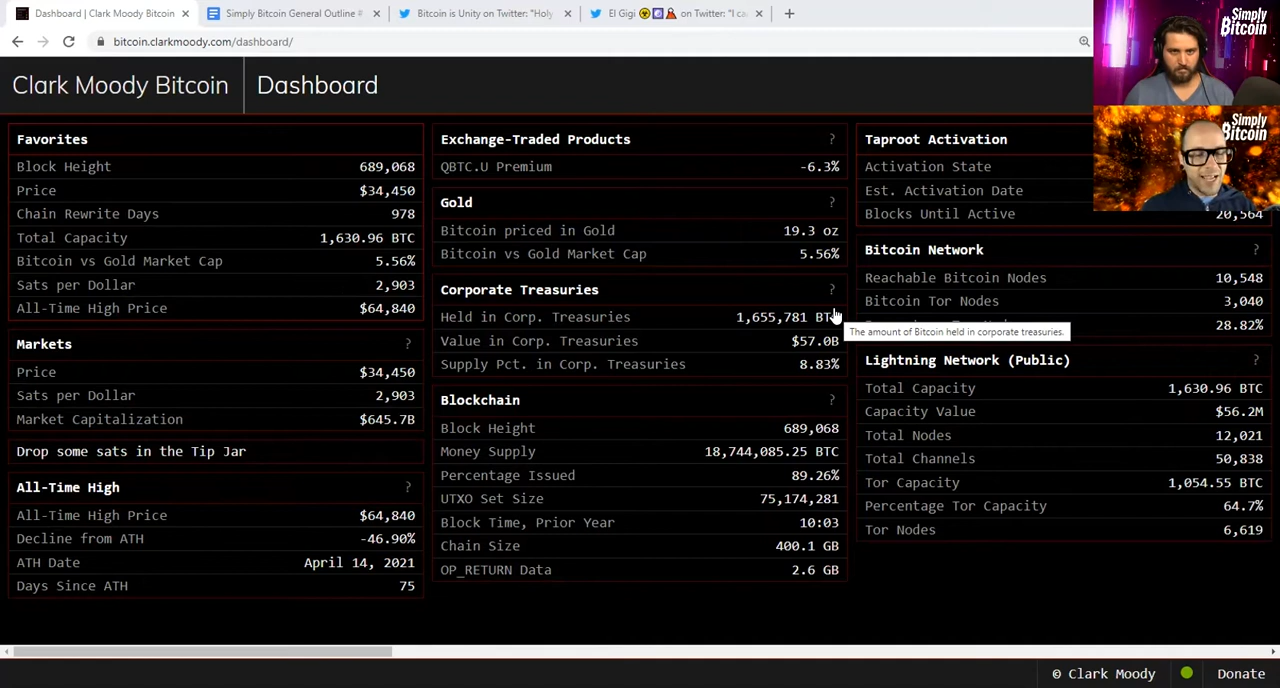 Dashboard | Clark Moody Bitcoin
Simply Bitcoin General Outline #
Bitcoin is Unity on Twitter: "Holy
El Gigi on Twitter: "I ca
bitcoin.clarkmoody.com/dashboard/
Simply Bitcoin
Simply Bitcoin
Clark Moody Bitcoin
Dashboard
Favorites
Block Height 689,068
Price $34,450
Chain Rewrite Days 978
Total Capacity 1,630.96 BTC
Bitcoin vs Gold Market Cap 5.56%
Sats per Dollar 2,903
All-Time High Price $64,840
Markets ?
Price $34,450
Sats per Dollar 2,903
Market Capitalization $645.7B
Drop some sats in the Tip Jar
All-Time High ?
All-Time High Price $64,840
Decline from ATH -46.90%
ATH Date April 14, 2021
Days Since ATH 75
Exchange-Traded Products ?
QBTC.U Premium -6.3%
Gold ?
Bitcoin priced in Gold 19.3 oz
Bitcoin vs Gold Market Cap 5.56%
Corporate Treasuries ?
Held in Corp. Treasuries 1,655,781 BTC
The amount of Bitcoin held in corporate treasuries.
Value in Corp. Treasuries $57.0B
Supply Pct. in Corp. Treasuries 8.83%
Blockchain ?
Block Height 689,068
Money Supply 18,744,085.25 BTC
Percentage Issued 89.26%
UTXO Set Size 75,174,281
Block Time, Prior Year 10:03
Chain Size 400.1 GB
OP_RETURN Data 2.6 GB
Taproot Activation
Activation State
Est. Activation Date
Blocks Until Active 20,564
Bitcoin Network ?
Reachable Bitcoin Nodes 10,548
Bitcoin Tor Nodes 3,040
28.82%
Lightning Network (Public) ?
Total Capacity 1,630.96 BTC
Capacity Value $56.2M
Total Nodes 12,021
Total Channels 50,838
Tor Capacity 1,054.55 BTC
Percentage Tor Capacity 64.7%
Tor Nodes 6,619
© Clark Moody
Donate